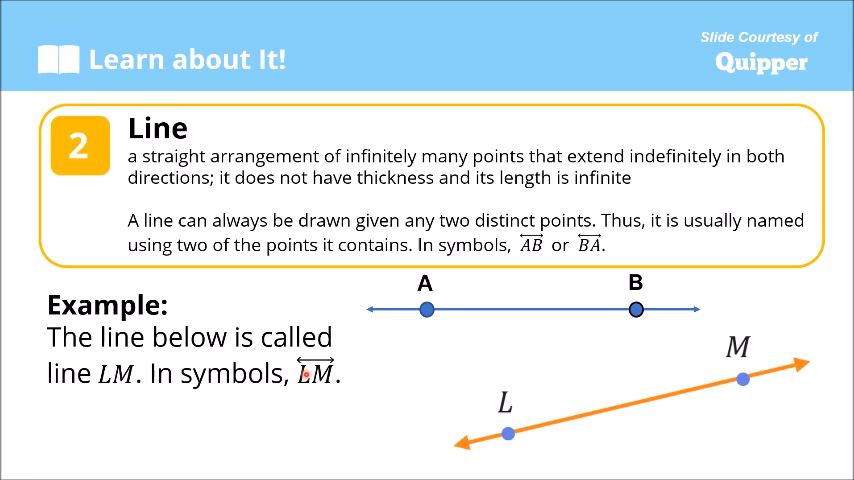 Learn about It!
Slide Courtesy of
Quipper
2
Line
a straight arrangement of infinitely many points that extend indefinitely in both
directions; it does not have thickness and its length is infinite
A line can always be drawn given any two distinct points. Thus, it is usually named
using two of the points it contains. In symbols, \overleftrightarrow{AB} or \overleftrightarrow{BA}.
A
B
Example:
The line below is called
line LM. In symbols, \overleftrightarrow{LM}.
M
L